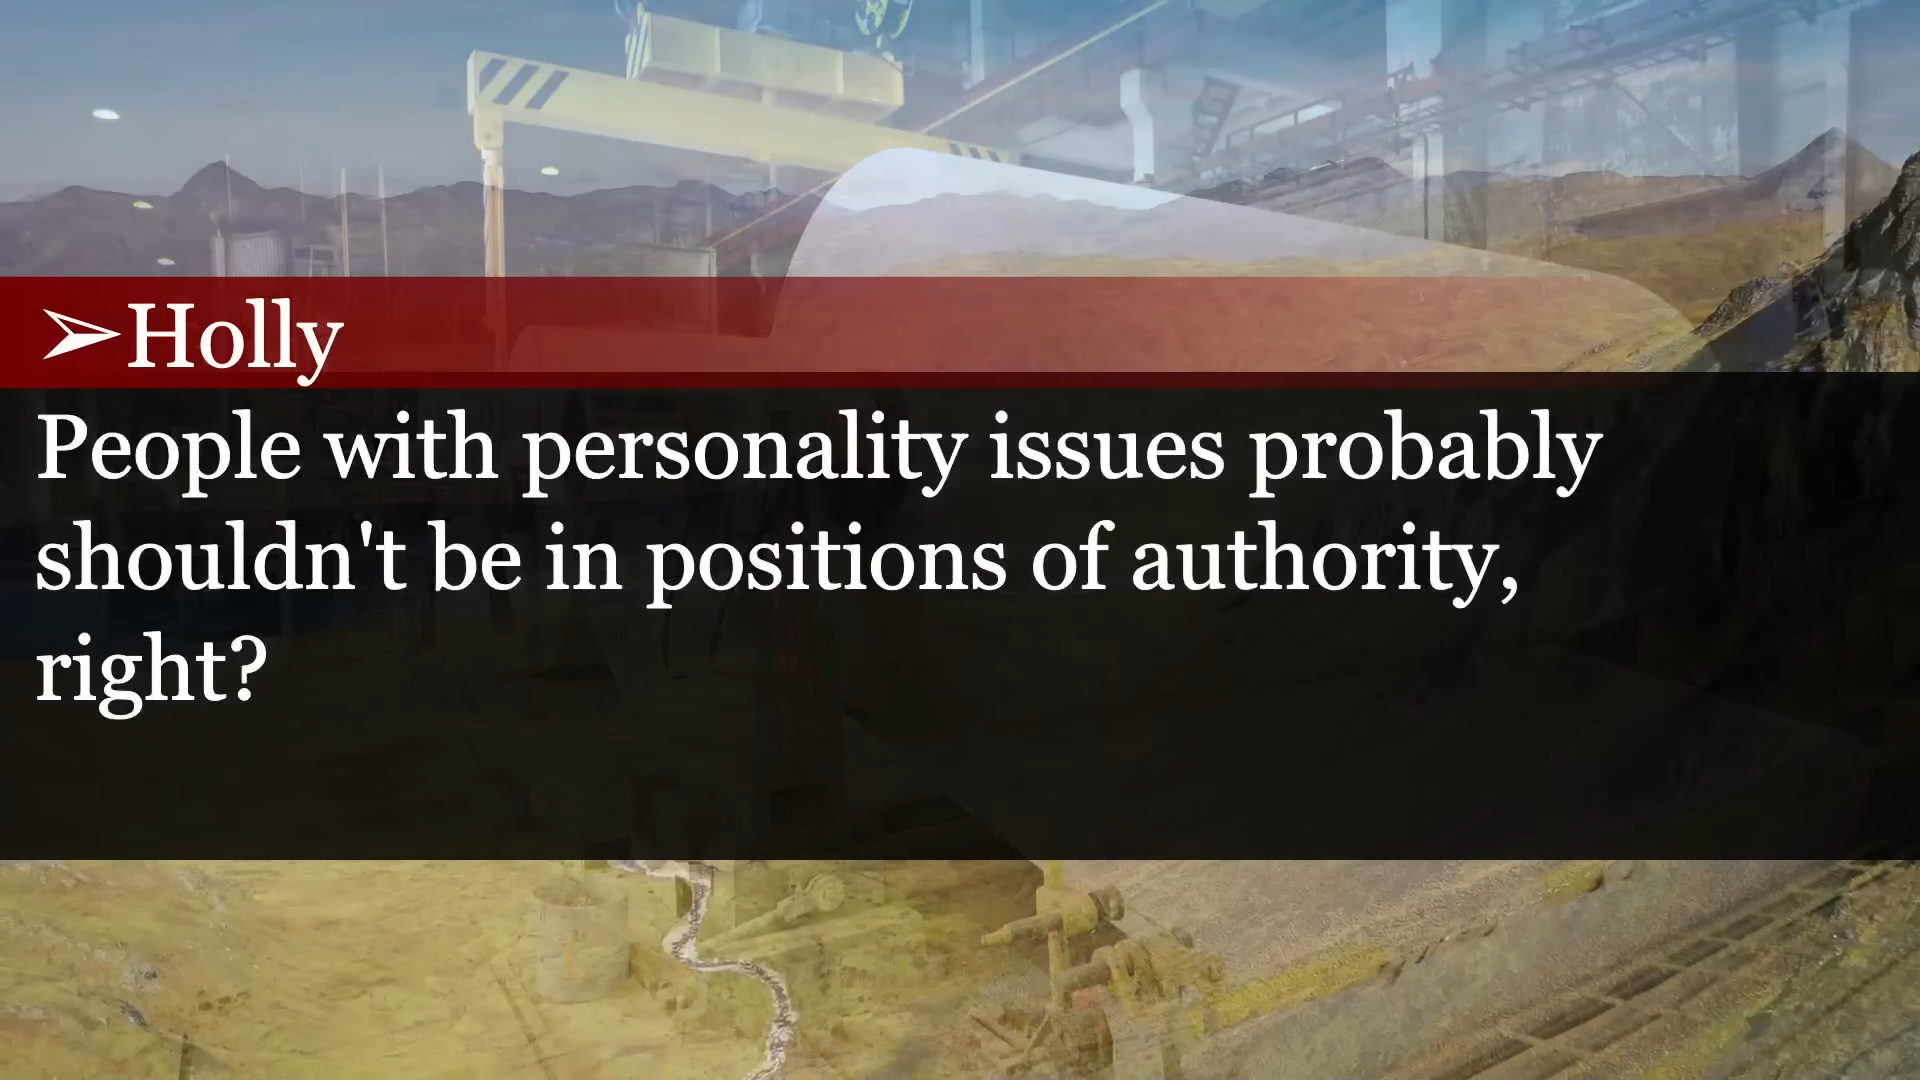 ➢Holly
People with personality issues probably
shouldn't be in positions of authority,
right?